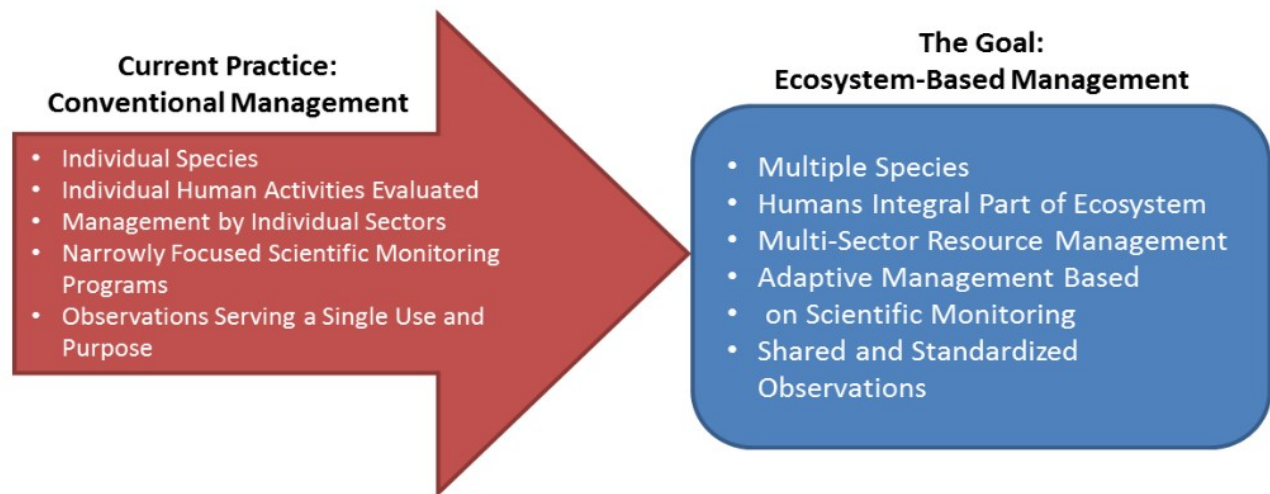 Current Practice:
Conventional Management
• Individual Species
• Individual Human Activities Evaluated
• Management by Individual Sectors
• Narrowly Focused Scientific Monitoring
Programs
• Observations Serving a Single Use and
Purpose
The Goal:
Ecosystem-Based Management
• Multiple Species
• Humans Integral Part of Ecosystem
• Multi-Sector Resource Management
• Adaptive Management Based
• on Scientific Monitoring
• Shared and Standardized
Observations